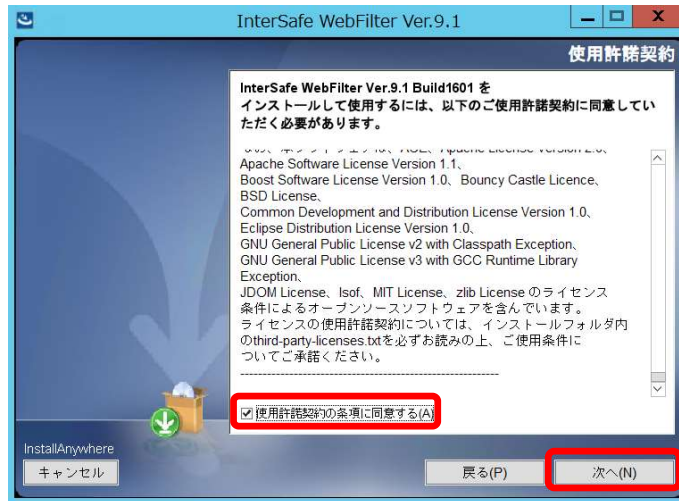 InterSafe WebFilter Ver.9.1
使用許諾契約
InterSafe WebFilter Ver.9.1 Build1601 を
インストールして使用するには、以下のご使用許諾契約に同意してい
ただく必要があります。
Apache Software License Version 1.1、
Boost Software License Version 1.0、Bouncy Castle Licence、
BSD License、
Common Development and Distribution License Version 1.0、
Eclipse Distribution License Version 1.0、
GNU General Public License v2 with Classpath Exception、
GNU General Public License v3 with GCC Runtime Library
Exception、
JDOM License、lsof、MIT License、zlib License のライセンス
条件によるオープンソースソフトウェアを含んでいます。
ライセンスの使用許諾契約については、インストールフォルダ内
のthird-party-licenses.txtを必ずお読みの上、ご使用条件に
ついてご承諾ください。
使用許諾契約の条項に同意する(A)
InstallAnywhere
キャンセル
戻る(P)
次へ(N)